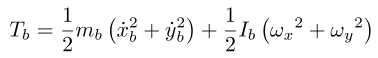 $T_b = \frac{1}{2} m_b \left( \dot{x}_b^2 + \dot{y}_b^2 \right) + \frac{1}{2} I_b \left( {\omega_x}^2 + {\omega_y}^2 \right)$